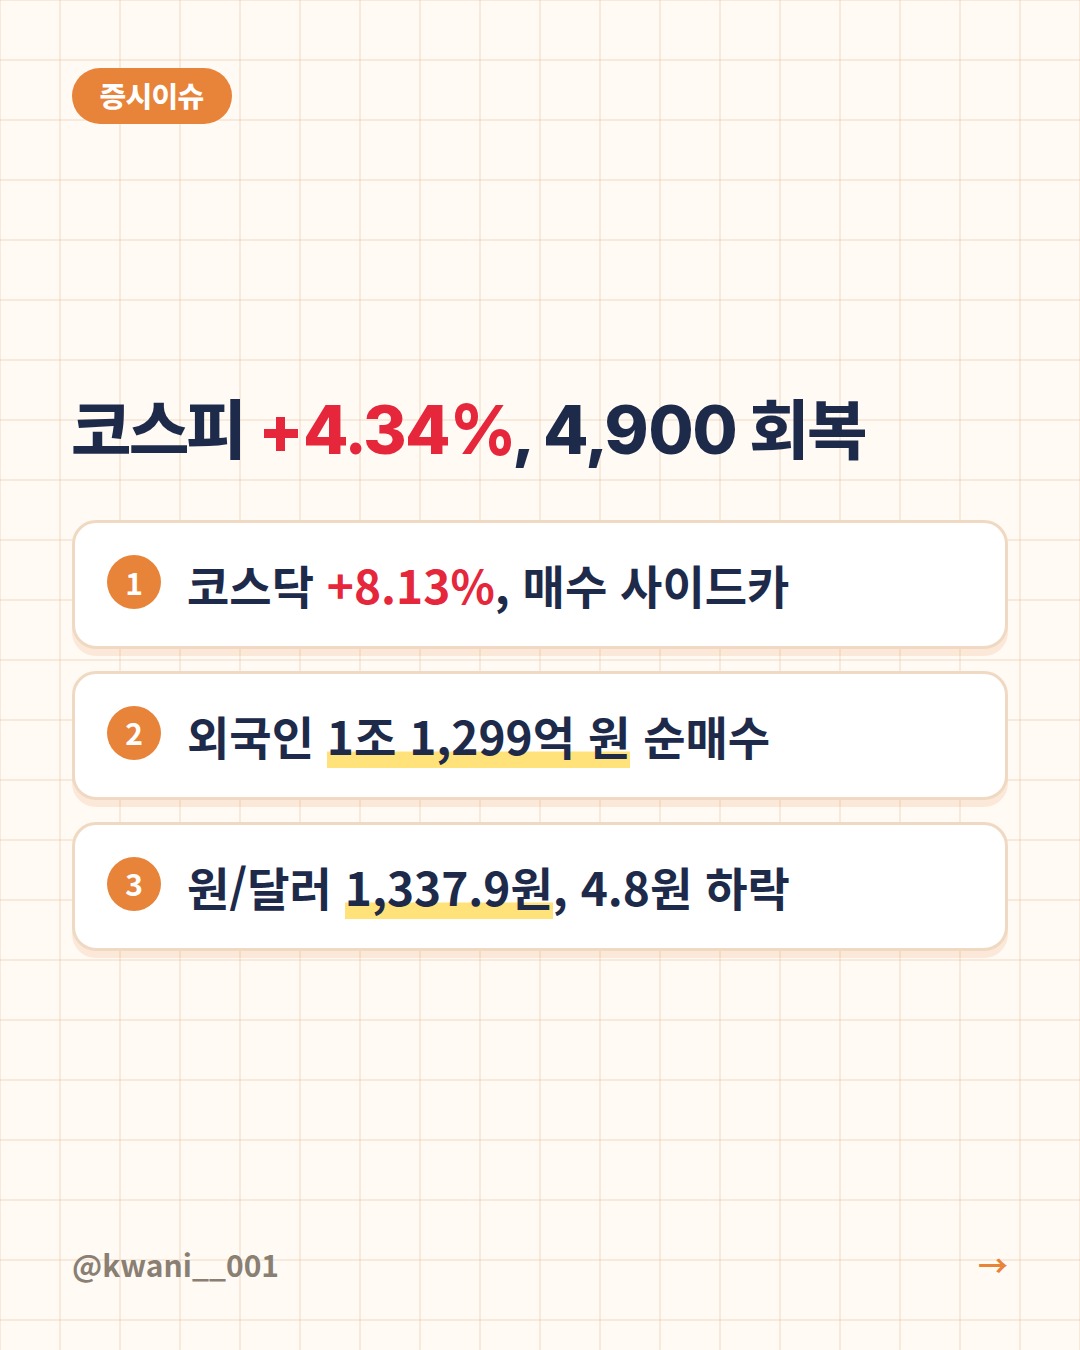 증시이슈
코스피 +4.34%, 4,900 회복
1 코스닥 +8.13%, 매수 사이드카
2 외국인 1조 1,299억 원 순매수
3 원/달러 1,337.9원, 4.8원 하락
@kwani__001 →